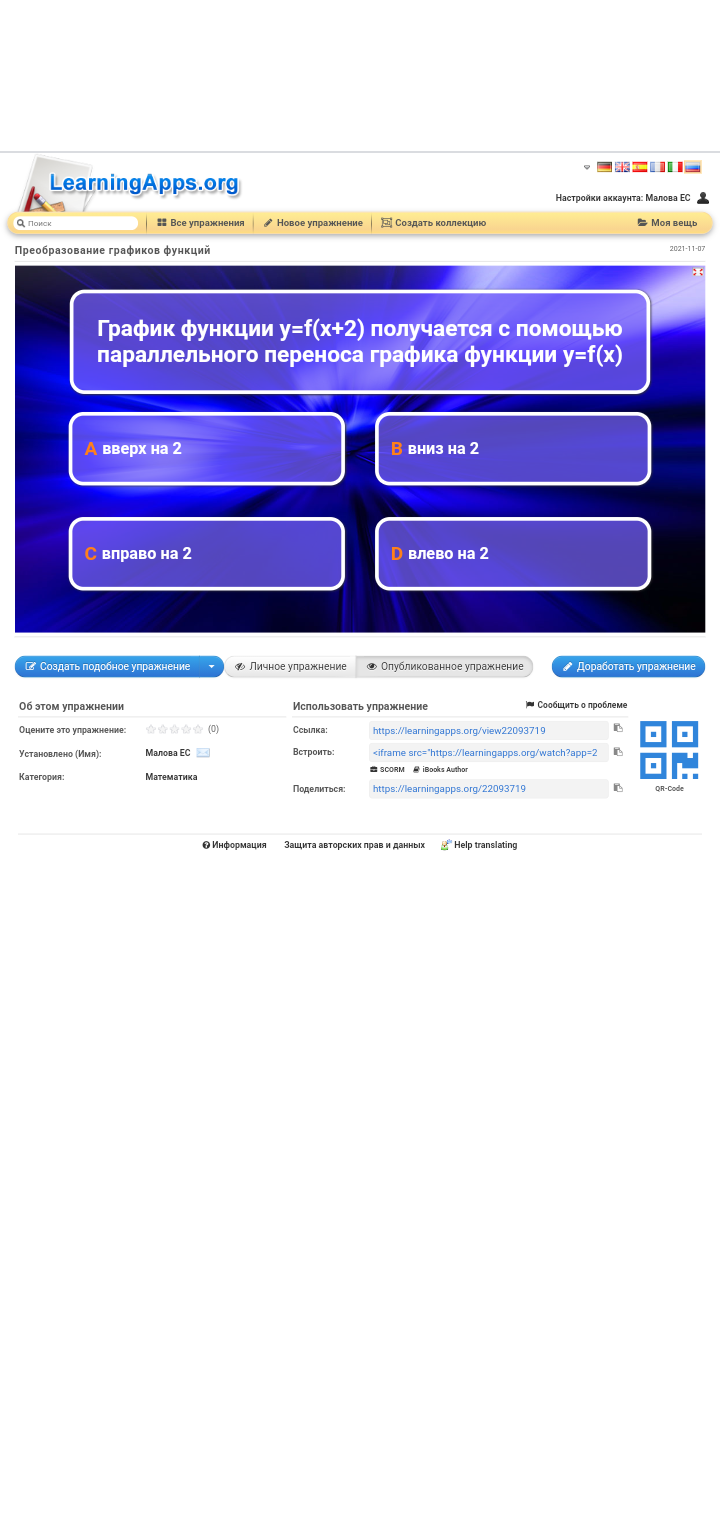 LearningApps.org
Настройки аккаунта: Малова ЕС
Поиск
Все упражнения
Новое упражнение
Создать коллекцию
Моя вещь
Преобразование графиков функций
2021-11-07
График функции y=f(x+2) получается с помощью
параллельного переноса графика функции y=f(x)
A вверх на 2
B вниз на 2
C вправо на 2
D влево на 2
Создать подобное упражнение
Личное упражнение
Опубликованное упражнение
Доработать упражнение
Об этом упражнении
Оцените это упражнение: (0)
Установлено (Имя): Малова ЕС
Категория: Математика
Использовать упражнение
Сообщить о проблеме
Ссылка: https://learningapps.org/view22093719
Встроить: <iframe src="https://learningapps.org/watch?app=2
SCORM iBooks Author
Поделиться: https://learningapps.org/22093719
QR-Code
Информация
Защита авторских прав и данных
Help translating